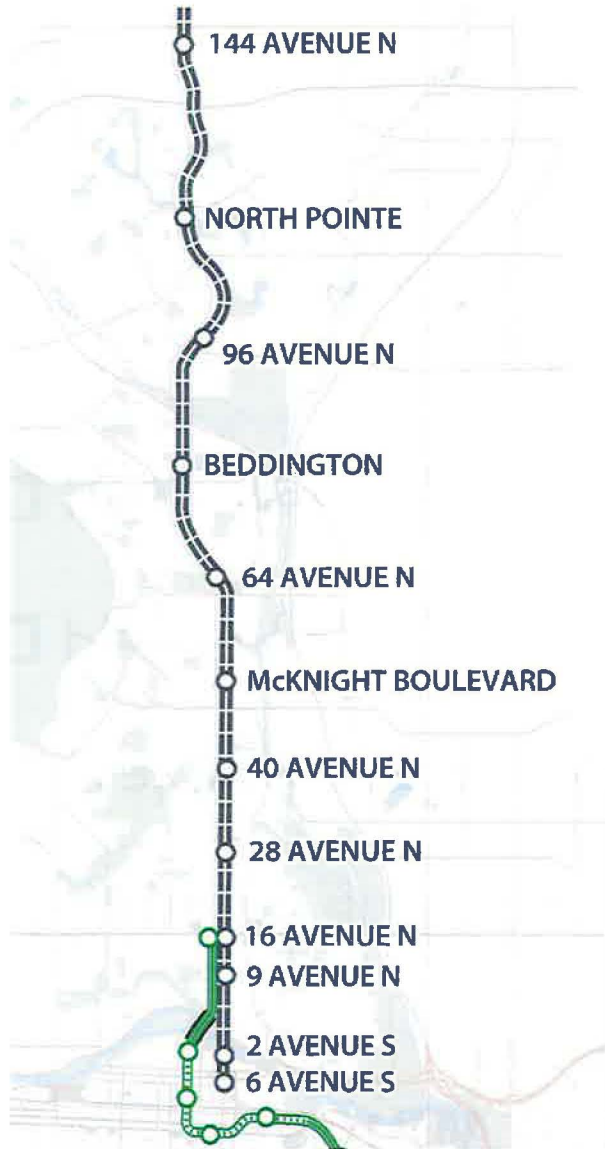 144 AVENUE N
NORTH POINTE
96 AVENUE N
BEDDINGTON
64 AVENUE N
McKNIGHT BOULEVARD
40 AVENUE N
28 AVENUE N
16 AVENUE N
9 AVENUE N
2 AVENUE S
6 AVENUE S